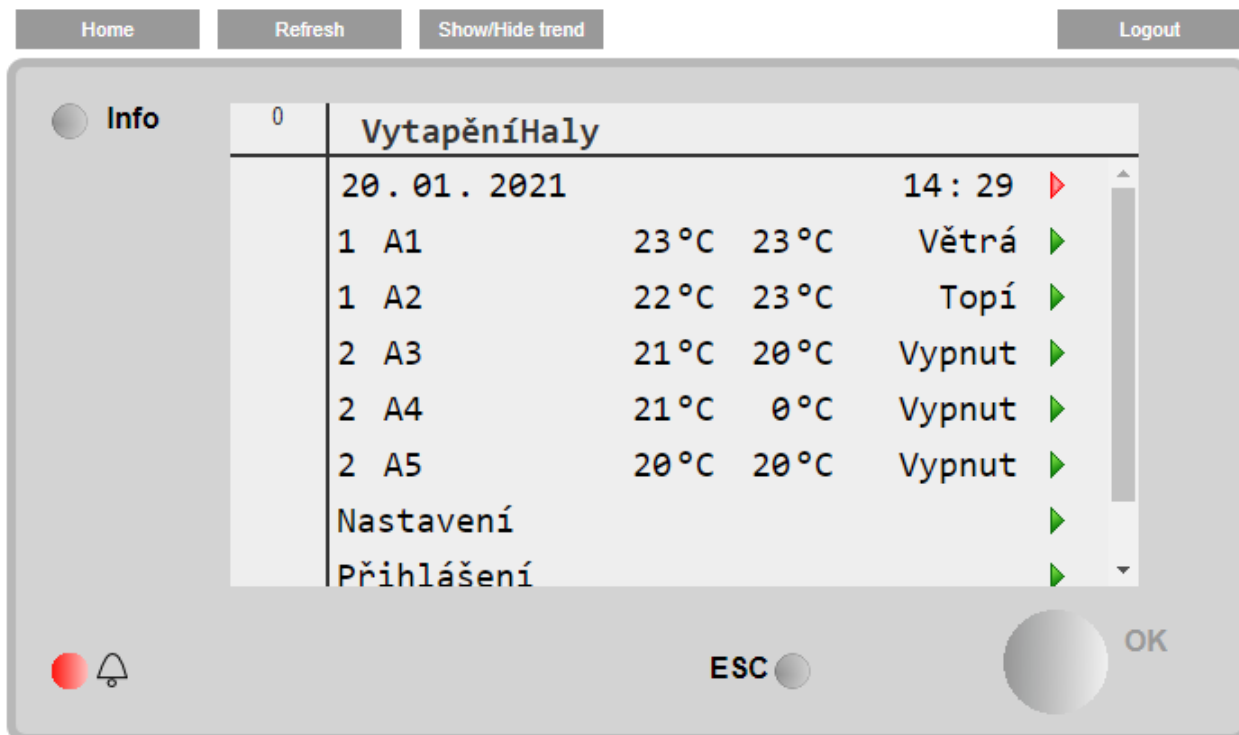 Home Refresh Show/Hide trend Logout
Info
0 VytapěníHaly
20.01.2021 14:29
1 A1 23°C 23°C Větrá
1 A2 22°C 23°C Topí
2 A3 21°C 20°C Vypnut
2 A4 21°C 0°C Vypnut
2 A5 20°C 20°C Vypnut
Nastavení
Přihlášení
OK
ESC